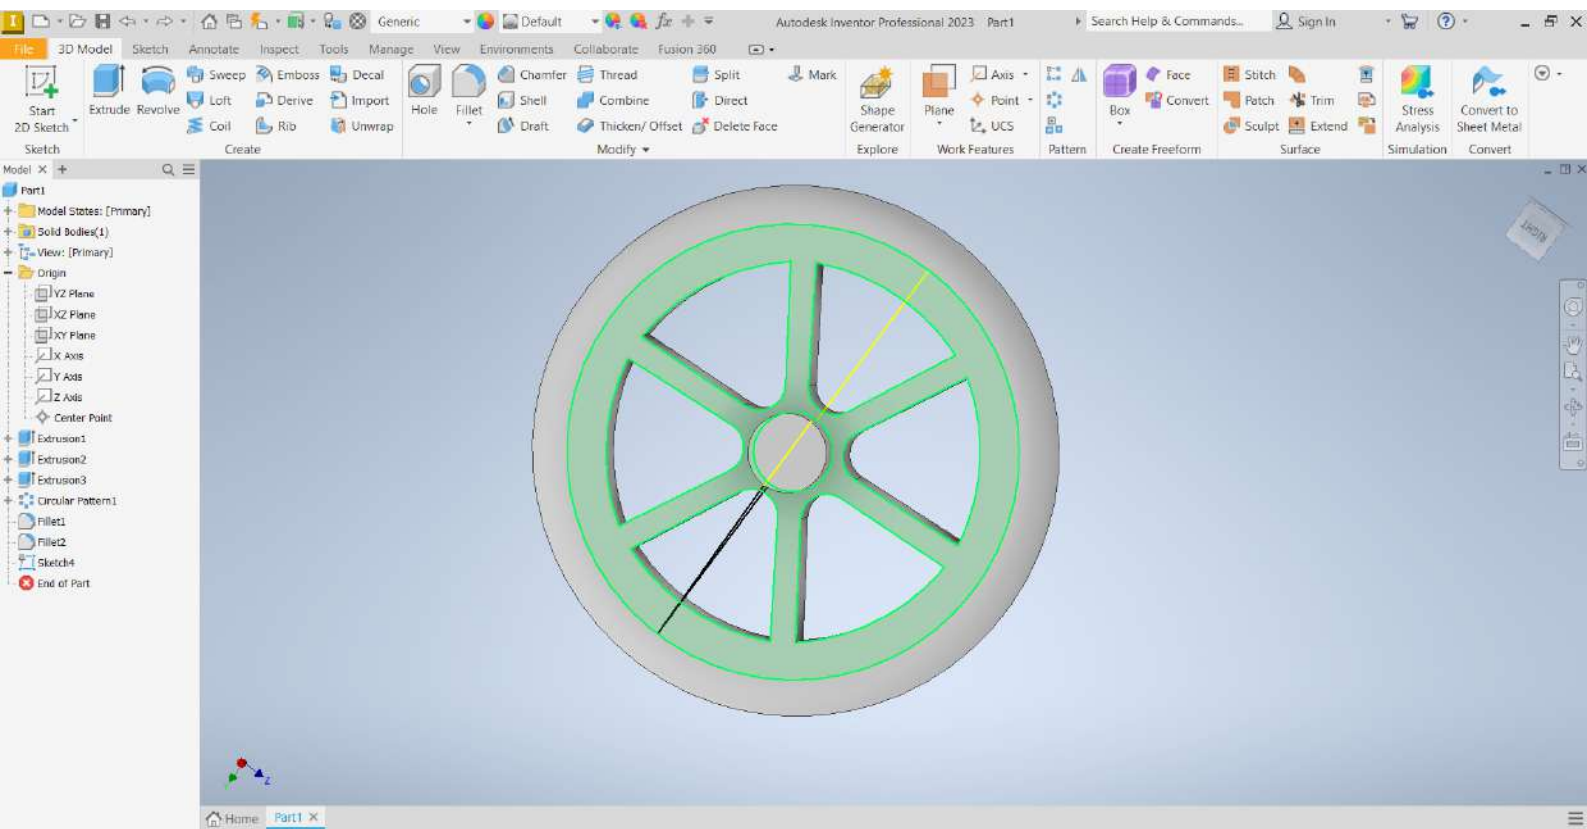 I Generic Default fx Autodesk Inventor Professional 2023 Part1 Search Help & Commands... Sign In
File 3D Model Sketch Annotate Inspect Tools Manage View Environments Collaborate Fusion 360
Sweep Emboss Decal Chamfer Thread Split Mark Axis Face Stitch
Start Extrude Revolve Loft Derive Import Hole Fillet Shell Combine Direct Shape Plane Point Box Convert Patch Trim Stress Convert to
2D Sketch Coil Rib Unwrap Draft Thicken/ Offset Delete Face Generator UCS Sculpt Extend Analysis Sheet Metal
Sketch Create Modify Explore Work Features Pattern Create Freeform Surface Simulation Convert
Model
Part1
Model States: [Primary]
Solid Bodies(1)
View: [Primary]
Origin
YZ Plane
XZ Plane
XY Plane
X Axis
Y Axis
Z Axis
Center Point
Extrusion1
Extrusion2
Extrusion3
Circular Pattern1
Fillet1
Fillet2
Sketch4
End of Part
RIGHT
Z
Home Part1